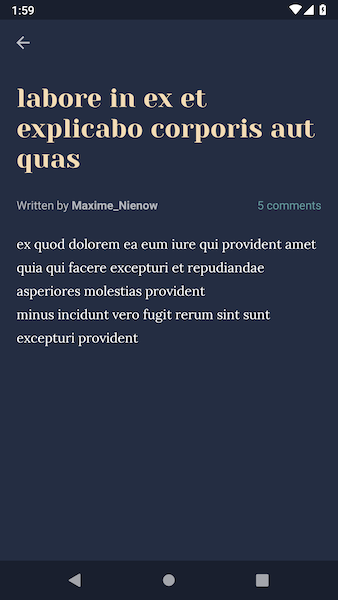 1:59
labore in ex et
explicabo corporis aut
quas
Written by Maxime_Nienow
5 comments
ex quod dolorem ea eum iure qui provident amet
quia qui facere excepturi et repudiandae
asperiores molestias provident
minus incidunt vero fugit rerum sint sunt
excepturi provident